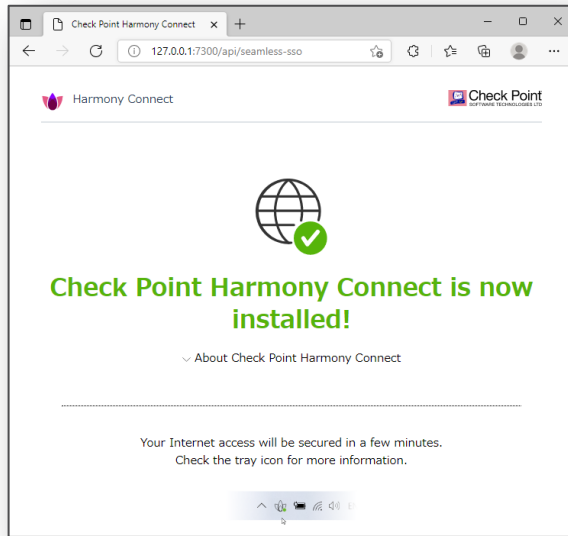 Check Point Harmony Connect
127.0.0.1:7300/api/seamless-sso
Harmony Connect
Check Point
SOFTWARE TECHNOLOGIES LTD
Check Point Harmony Connect is now
installed!
About Check Point Harmony Connect
Your Internet access will be secured in a few minutes.
Check the tray icon for more information.